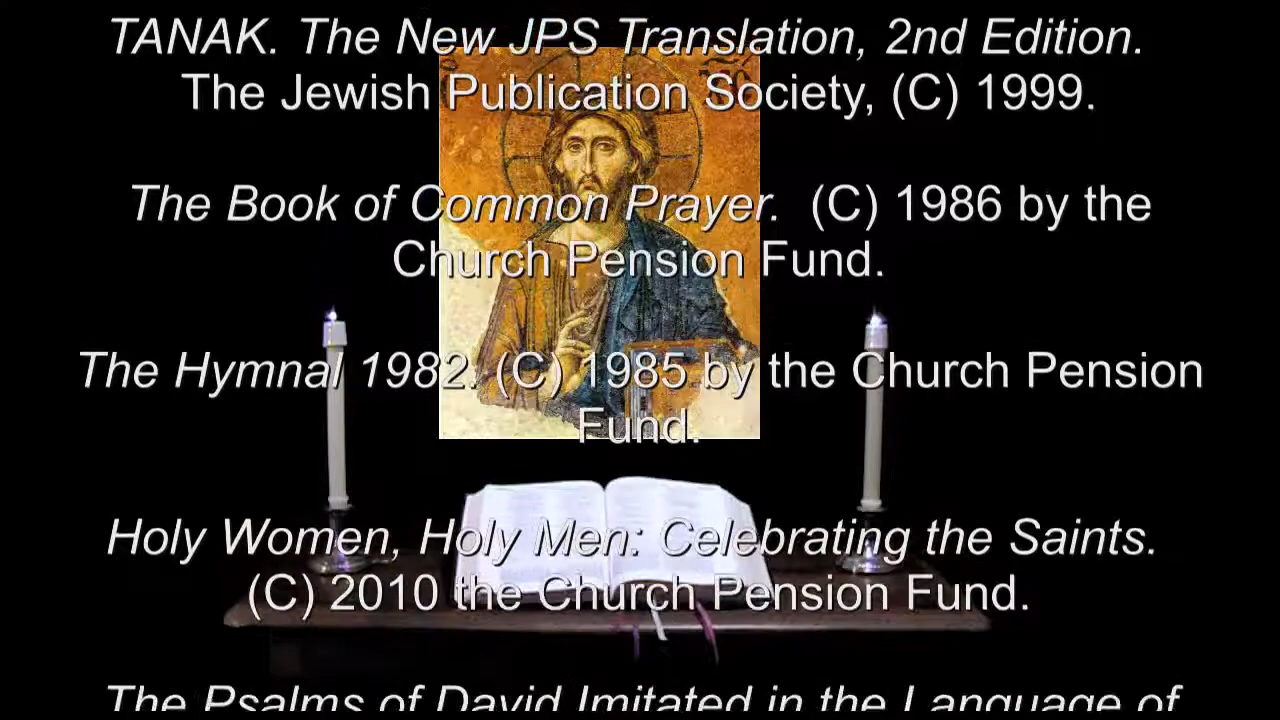 TANAK. The New JPS Translation, 2nd Edition.
The Jewish Publication Society, (C) 1999.
The Book of Common Prayer. (C) 1986 by the
Church Pension Fund.
The Hymnal 1982. (C) 1985 by the Church Pension
Fund.
Holy Women, Holy Men: Celebrating the Saints.
(C) 2010 the Church Pension Fund.
The Psalms of David Imitated in the Language of